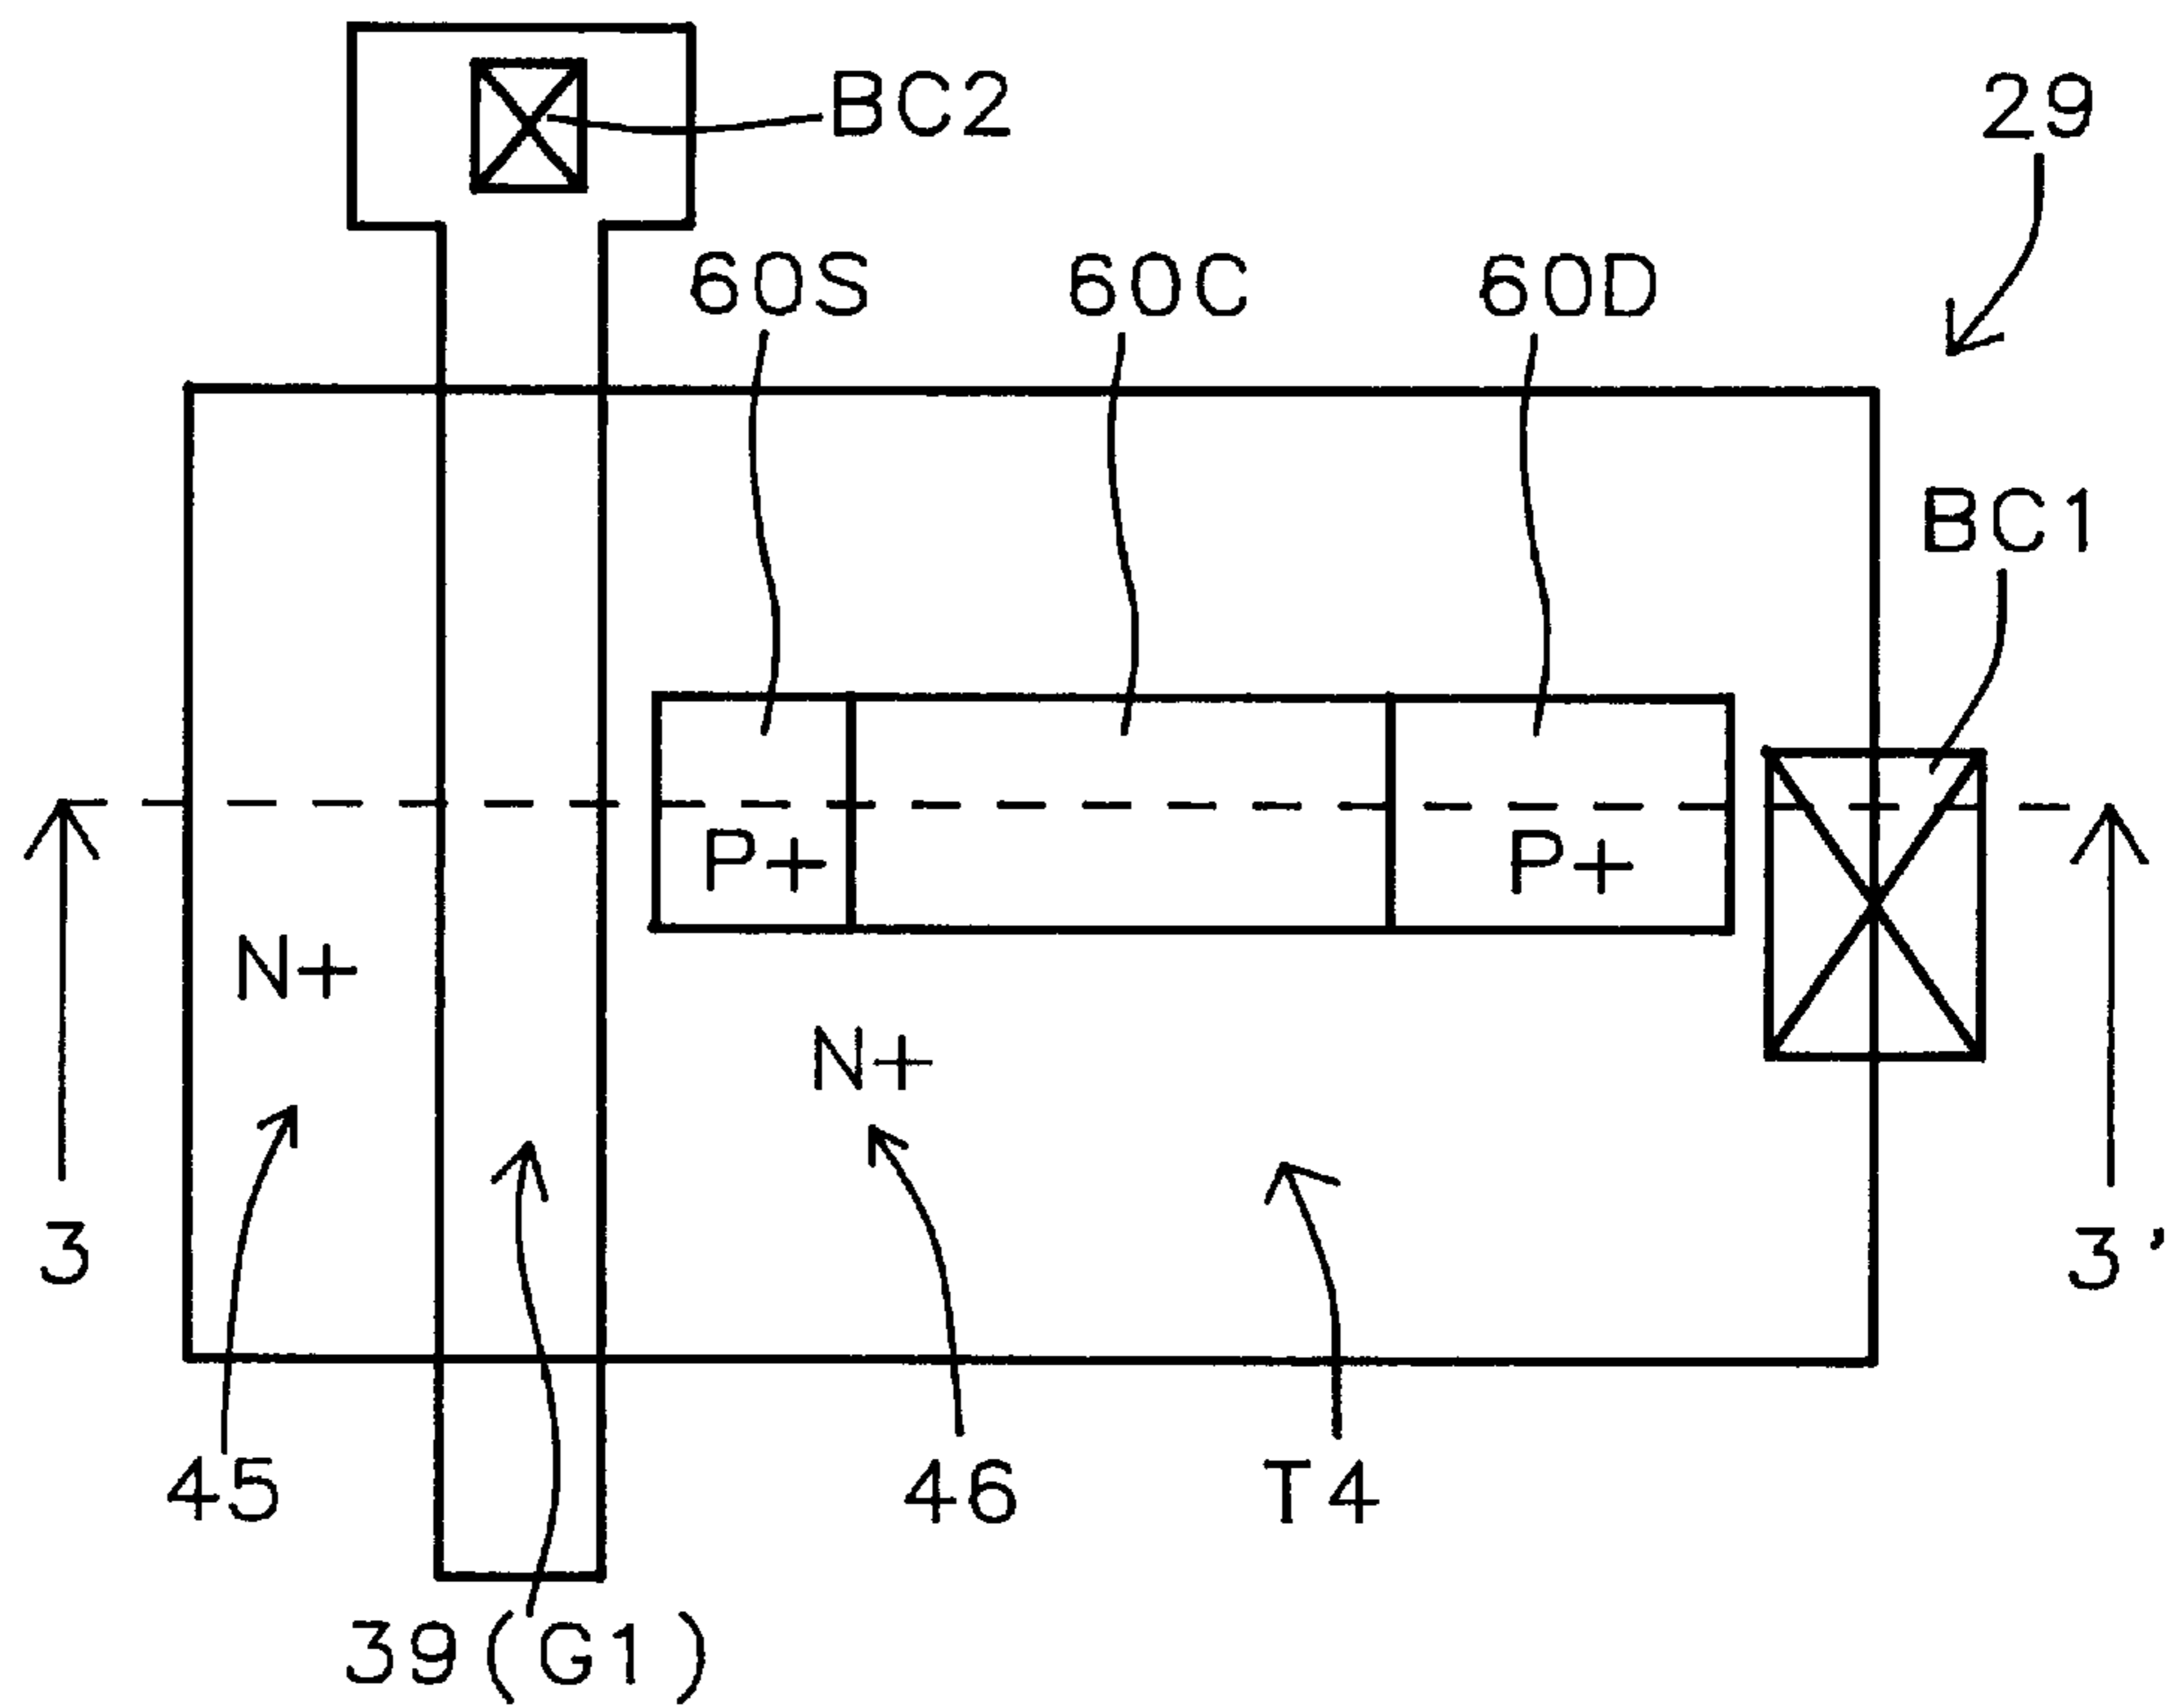 BC2
29
60S 60C 60D
BC1
P+ P+
N+
N+
3 3'
45 46 T4
39(G1)